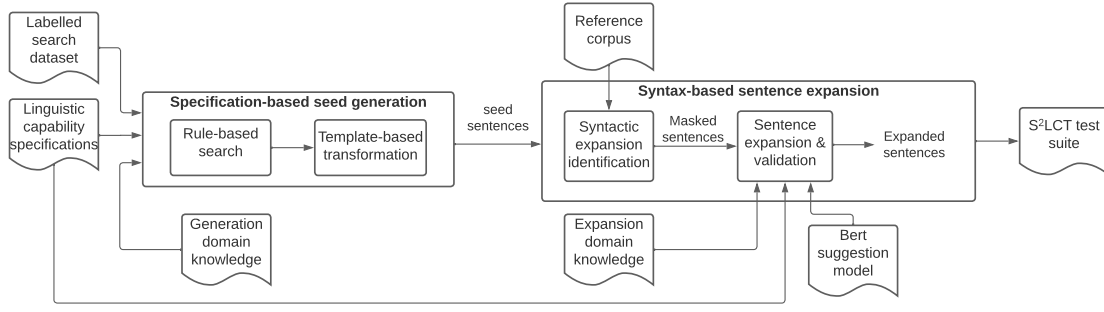 Labelled
search
dataset
Linguistic
capability
specifications
Specification-based seed generation
Rule-based
search
Template-based
transformation
Generation
domain
knowledge
seed
sentences
Reference
corpus
Syntax-based sentence expansion
Syntactic
expansion
identification
Masked
sentences
Sentence
expansion &
validation
Expanded
sentences
Expansion
domain
knowledge
Bert
suggestion
model
S²LCT test
suite